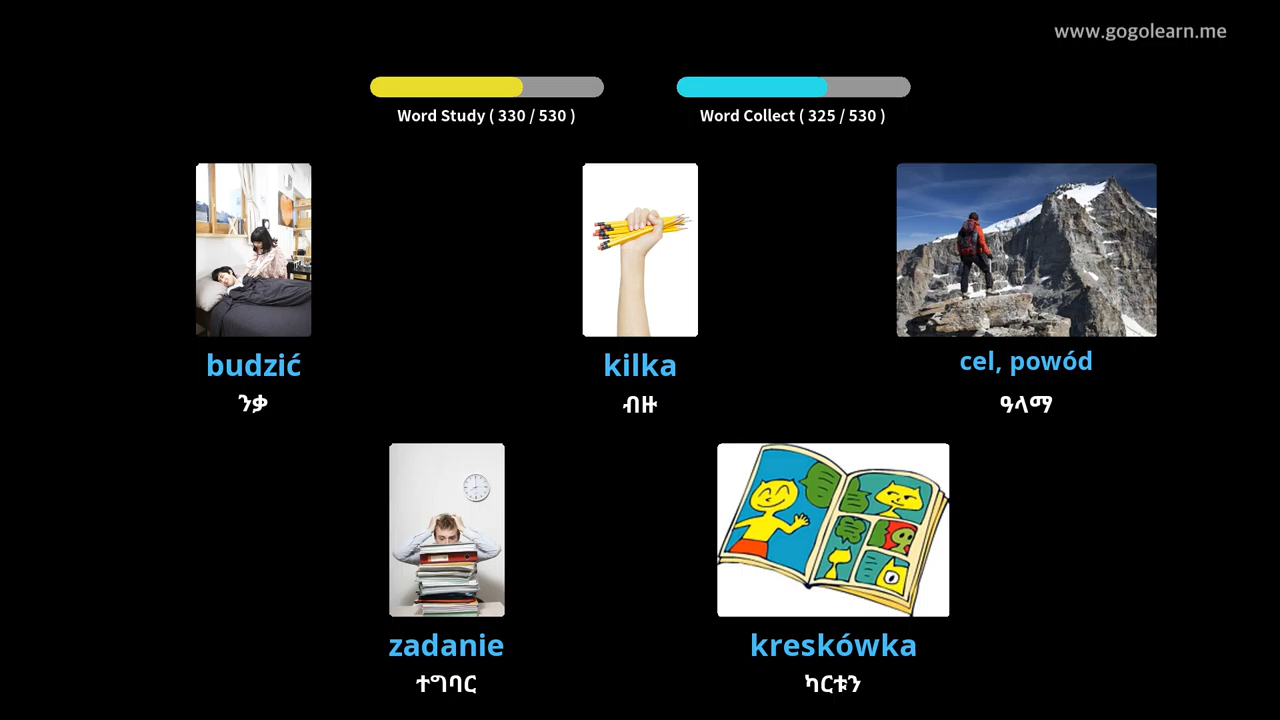 www.gogolearn.me
Word Study ( 330 / 530 )
Word Collect ( 325 / 530 )
budzić
ንቃ
kilka
ብዙ
cel, powód
ዓላማ
zadanie
ተግባር
kreskówka
ካርቱን